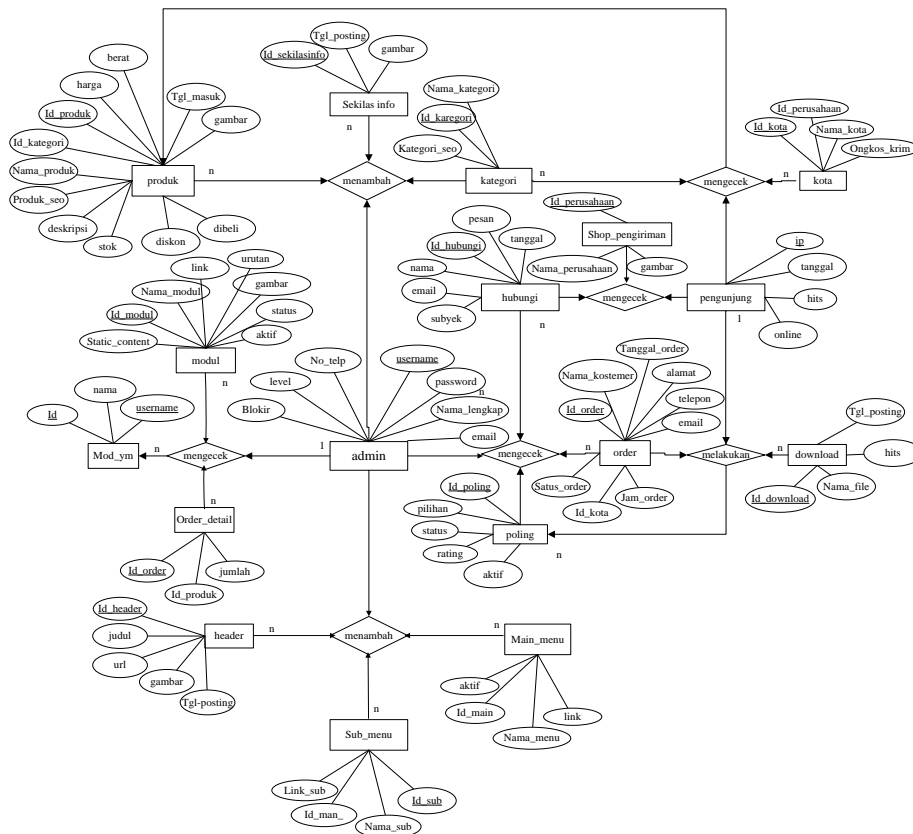 Tgl_posting
berat
Id_sekilasinfo
gambar
harga
Tgl_masuk
Nama_kategori
Id_perusahaan
Id_produk
gambar
Sekilas info
Id_karegori
Id_kota
Nama_kota
Id_kategori
n
Kategori_seo
Ongkos_krim
Nama_produk
produk
n
menambah
kategori
n
mengecek
n
kota
Produk_seo
Id_perusahaan
deskripsi
dibeli
pesan
stok
diskon
Id_hubungi
tanggal
Shop_pengiriman
ip
link
urutan
nama
Nama_perusahaan
gambar
tanggal
Nama_modul
gambar
email
hubungi
mengecek
pengunjung
hits
Id_modul
status
subyek
n
1
online
Static_content
aktif
modul
No_telp
username
Tanggal_order
n
level
password
Nama_kostemer
alamat
nama
n
telepon
Id
username
Blokir
Nama_lengkap
Id_order
email
Tgl_posting
email
Mod_ym
n
mengecek
1
admin
mengecek
n
order
melakukan
n
download
hits
n
Id_poling
Satus_order
Jam_order
Id_download
Nama_file
Order_detail
pilihan
Id_kota
status
poling
Id_order
jumlah
rating
n
Id_produk
aktif
Id_header
judul
header
n
menambah
n
Main_menu
url
gambar
aktif
Tgl-posting
Id_main
link
n
Nama_menu
Sub_menu
Link_sub
Id_sub
Id_man_
Nama_sub